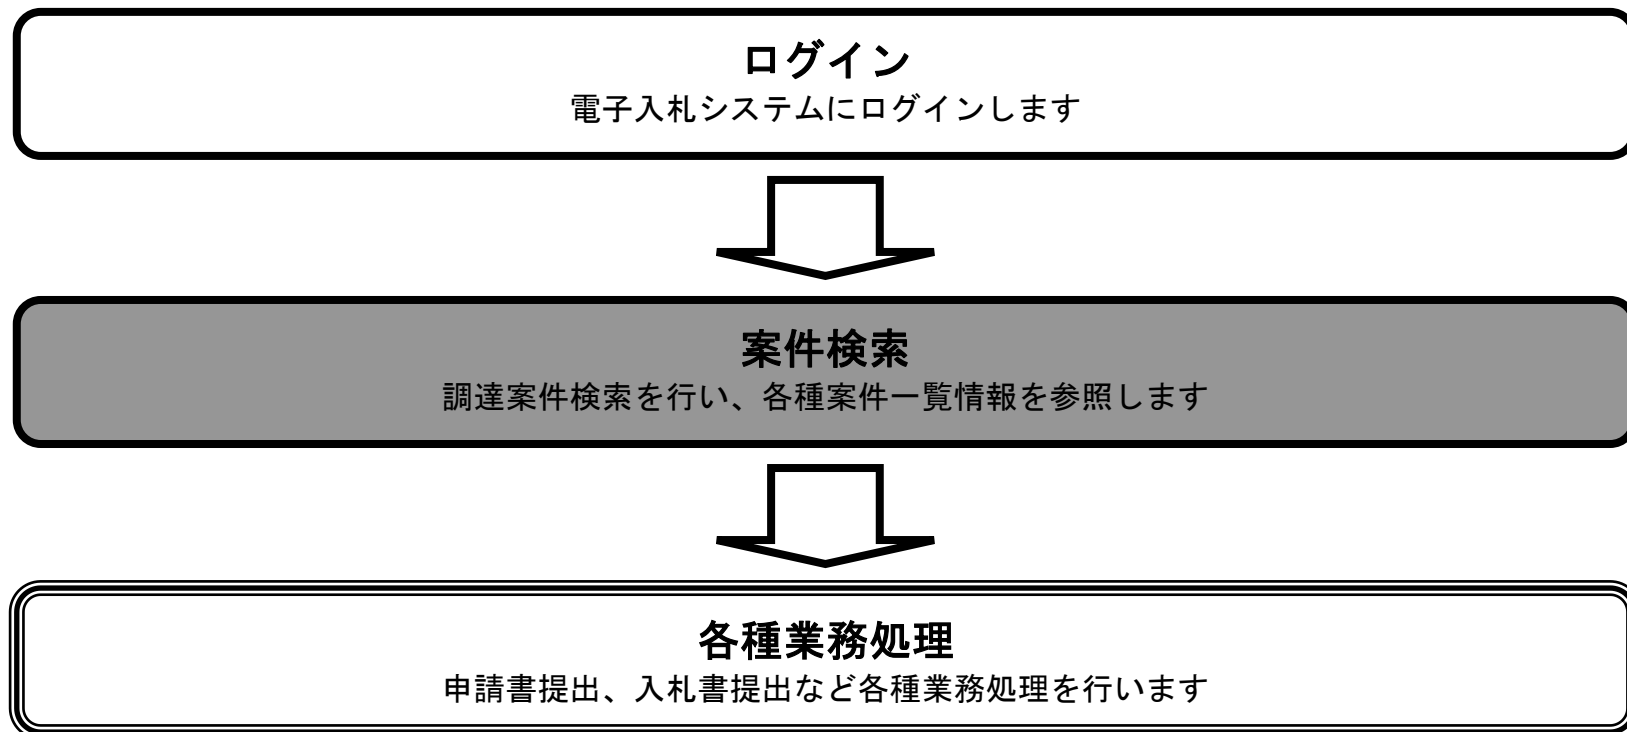 ログイン
電子入札システムにログインします
案件検索
調達案件検索を行い、各種案件一覧情報を参照します
各種業務処理
申請書提出、入札書提出など各種業務処理を行います